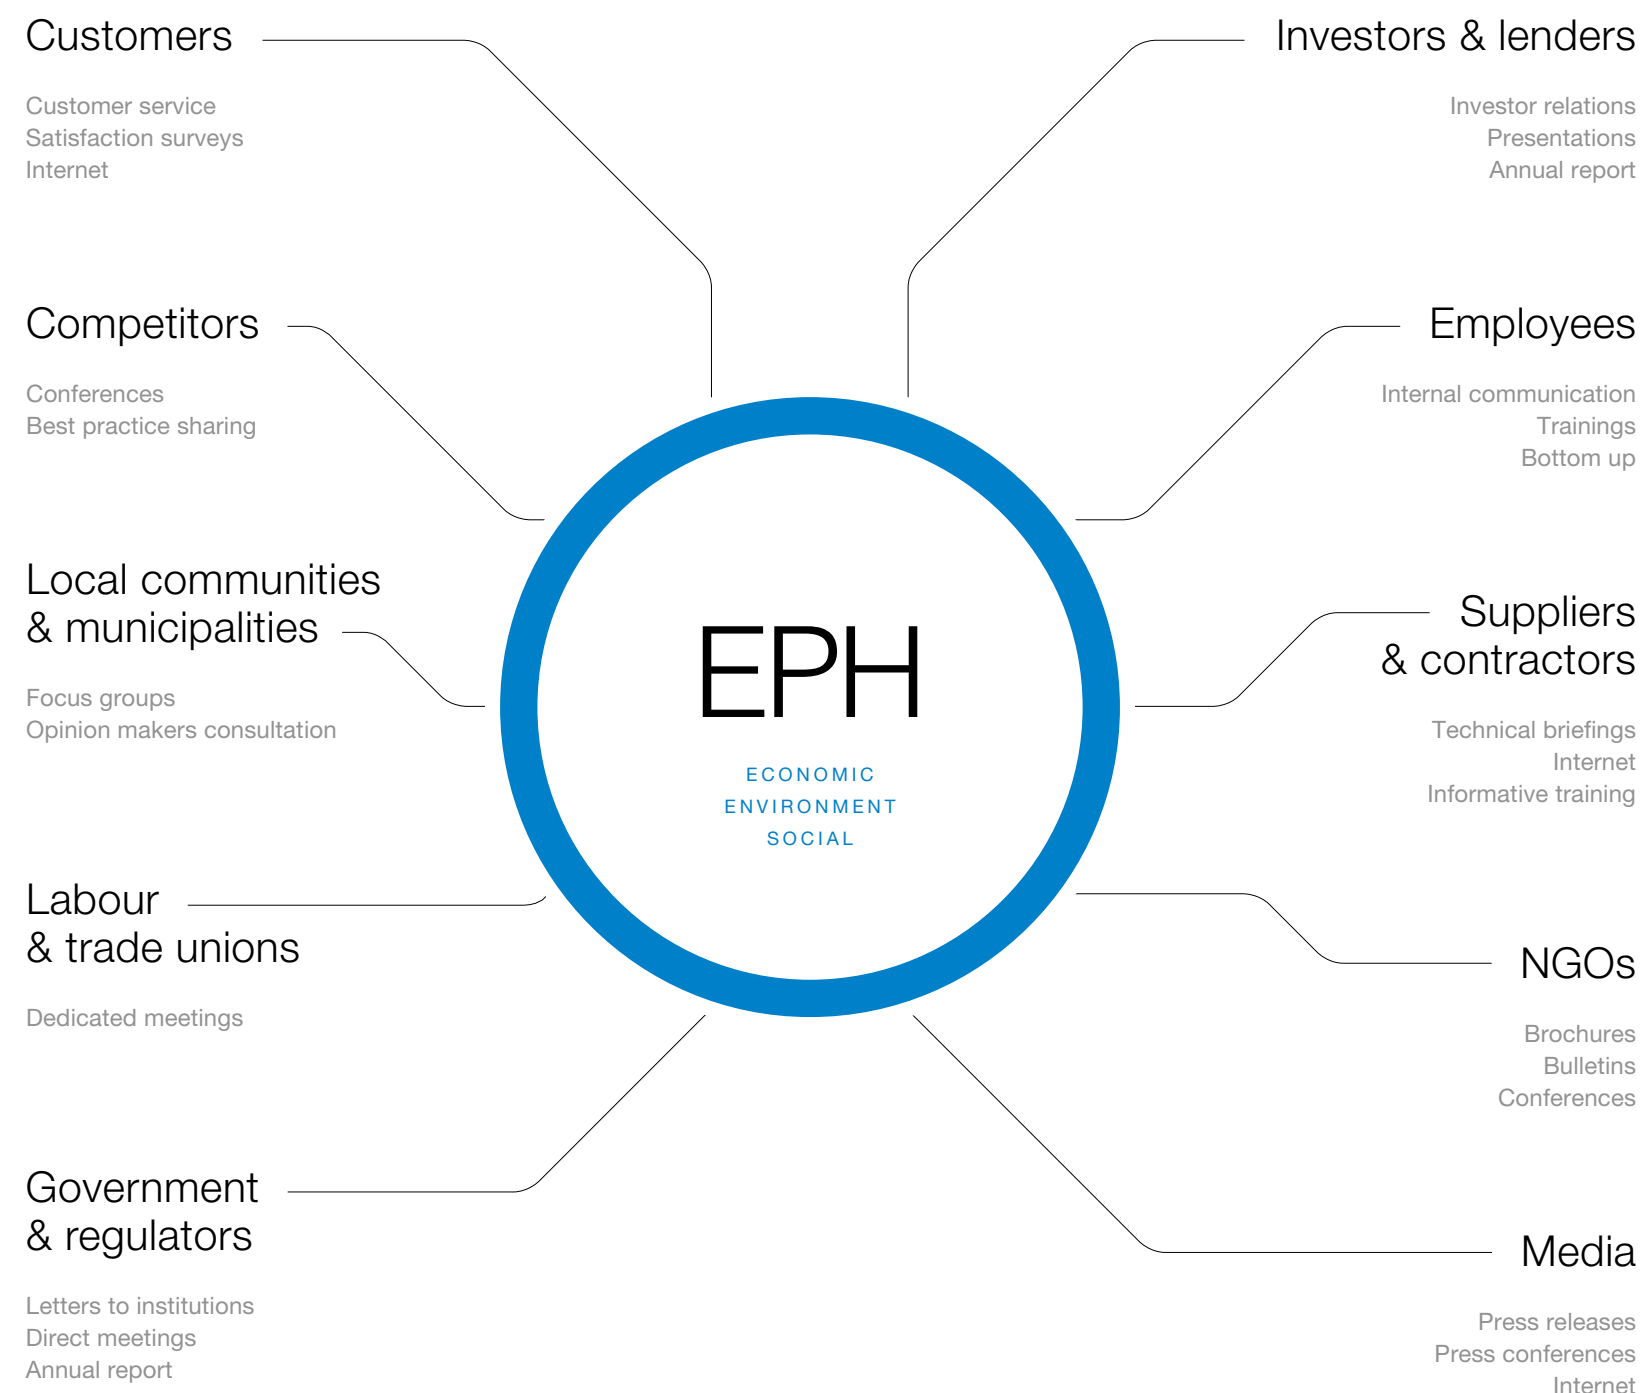 Customers
Customer service
Satisfaction surveys
Internet
Competitors
Conferences
Best practice sharing
Local communities
& municipalities
Focus groups
Opinion makers consultation
Labour
& trade unions
Dedicated meetings
Government
& regulators
Letters to institutions
Direct meetings
Annual report
EPH
ECONOMIC
ENVIRONMENT
SOCIAL
Investors & lenders
Investor relations
Presentations
Annual report
Employees
Internal communication
Trainings
Bottom up
Suppliers
& contractors
Technical briefings
Internet
Informative training
NGOs
Brochures
Bulletins
Conferences
Media
Press releases
Press conferences
Internet